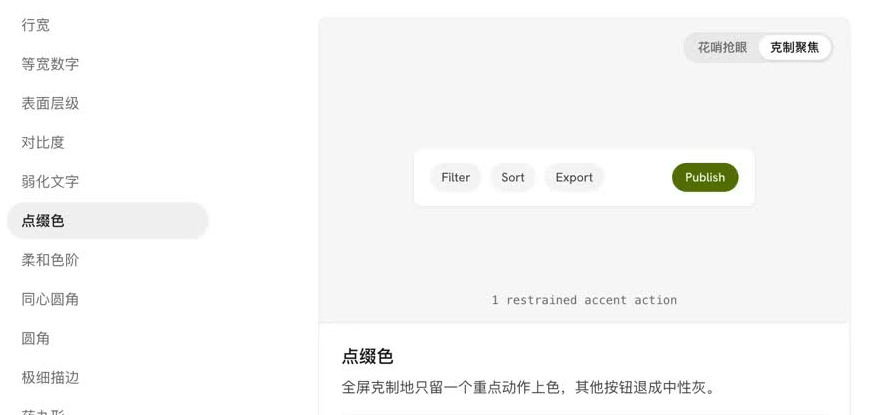 行宽
等宽数字
表面层级
对比度
弱化文字
点缀色
柔和色阶
同心圆角
圆角
极细描边
花哨抢眼 克制聚焦
Filter Sort Export Publish
1 restrained accent action
点缀色
全屏克制地只留一个重点动作上色，其他按钮退成中性灰。